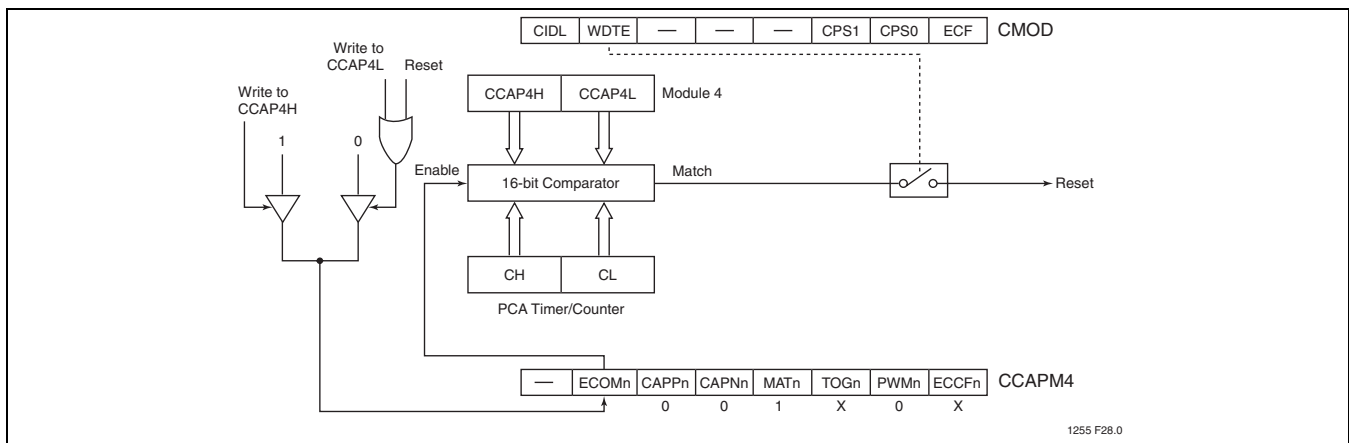 CIDL WDTE — — — CPS1 CPS0 ECF CMOD
Write to
CCAP4L Reset
Write to
CCAP4H
CCAP4H CCAP4L Module 4
1 0
Enable 16-bit Comparator Match Reset
CH CL
PCA Timer/Counter
— ECOMn CAPPn CAPNn MATn TOGn PWMn ECCFn CCAPM4
0 0 1 X 0 X
1255 F28.0